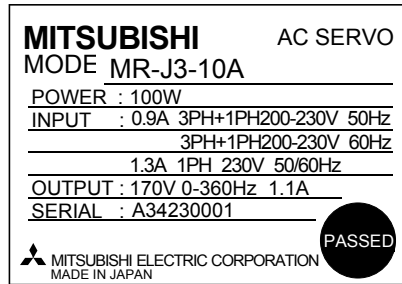 MITSUBISHI AC SERVO
MODE MR-J3-10A
POWER : 100W
INPUT : 0.9A 3PH+1PH200-230V 50Hz
3PH+1PH200-230V 60Hz
1.3A 1PH 230V 50/60Hz
OUTPUT : 170V 0-360Hz 1.1A
SERIAL : A34230001
PASSED
MITSUBISHI ELECTRIC CORPORATION
MADE IN JAPAN